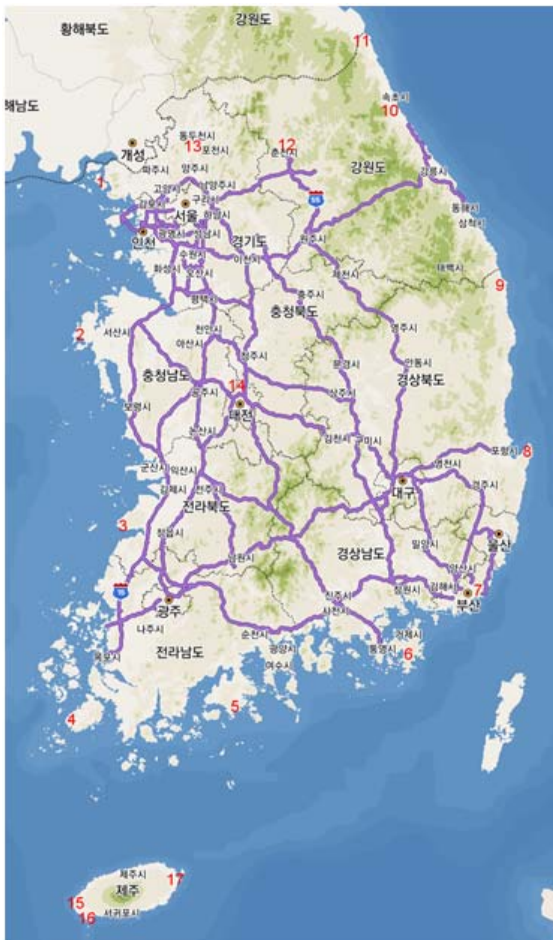 황해북도
강원도
11
해남도
속초시
10
동두천시
13
포천시
12
춘천시
개성
파주시
양주시
강원도
1
고양시
남양주시
구리시
강릉시
김포시
서울
하남시
55
동해시
인천
광명시
성남시
경기도
원주시
삼척시
수원시
이천시
화성시
오산시
제천시
태백시
9
평택시
충주시
충청북도
2
서산시
천안시
영주시
아산시
청주시
문경시
안동시
충청남도
14
경상북도
공주시
상주시
보령시
대전
논산시
김천시
구미시
포항시
8
군산시
익산시
영천시
김제시
전주시
대구
경주시
전라북도
3
정읍시
밀양시
울산
남원시
경상남도
양산시
15
진주시
창원시
김해시
7
광주
사천시
부산
나주시
순천시
거제시
목포시
전라남도
광양시
통영시
6
여수시
4
5
제주시
17
제주
15
서귀포시
16